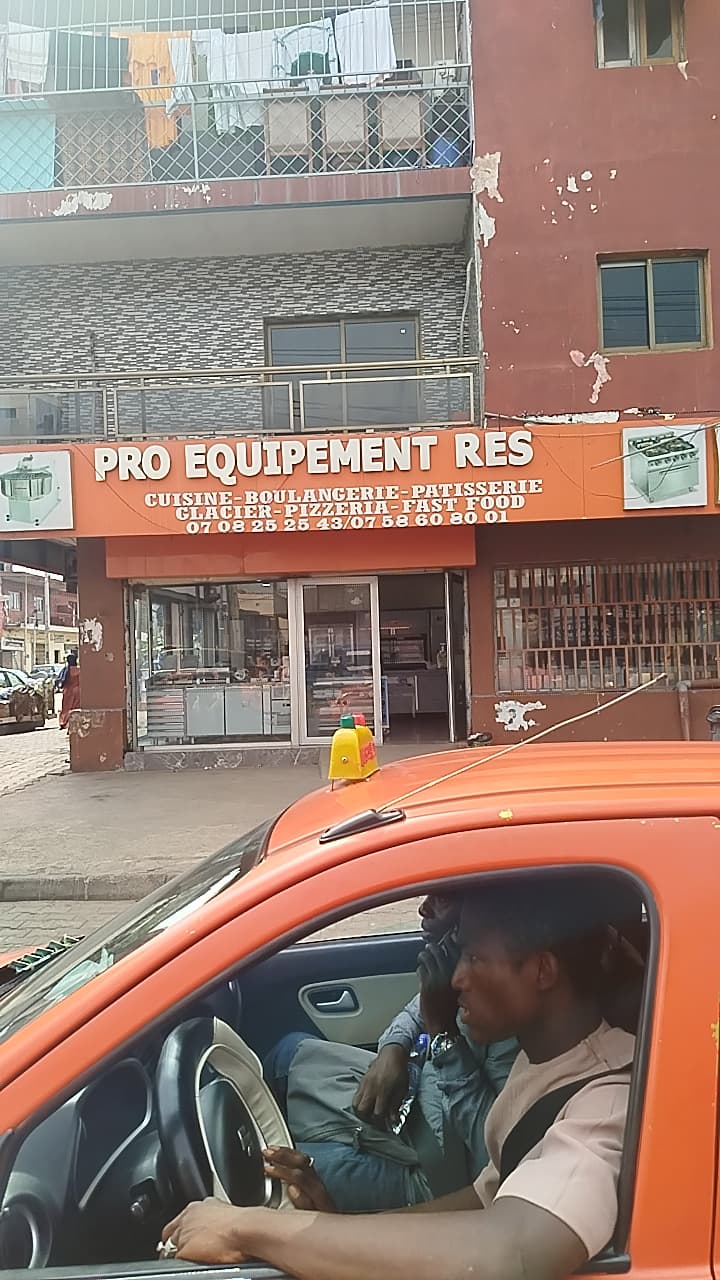 PRO EQUIPEMENT RES
CUISINE-BOULANGERIE-PATISSERIE
GLACIER-PIZZERIA-FAST FOOD
07 08 25 25 43/07 58 60 80 01